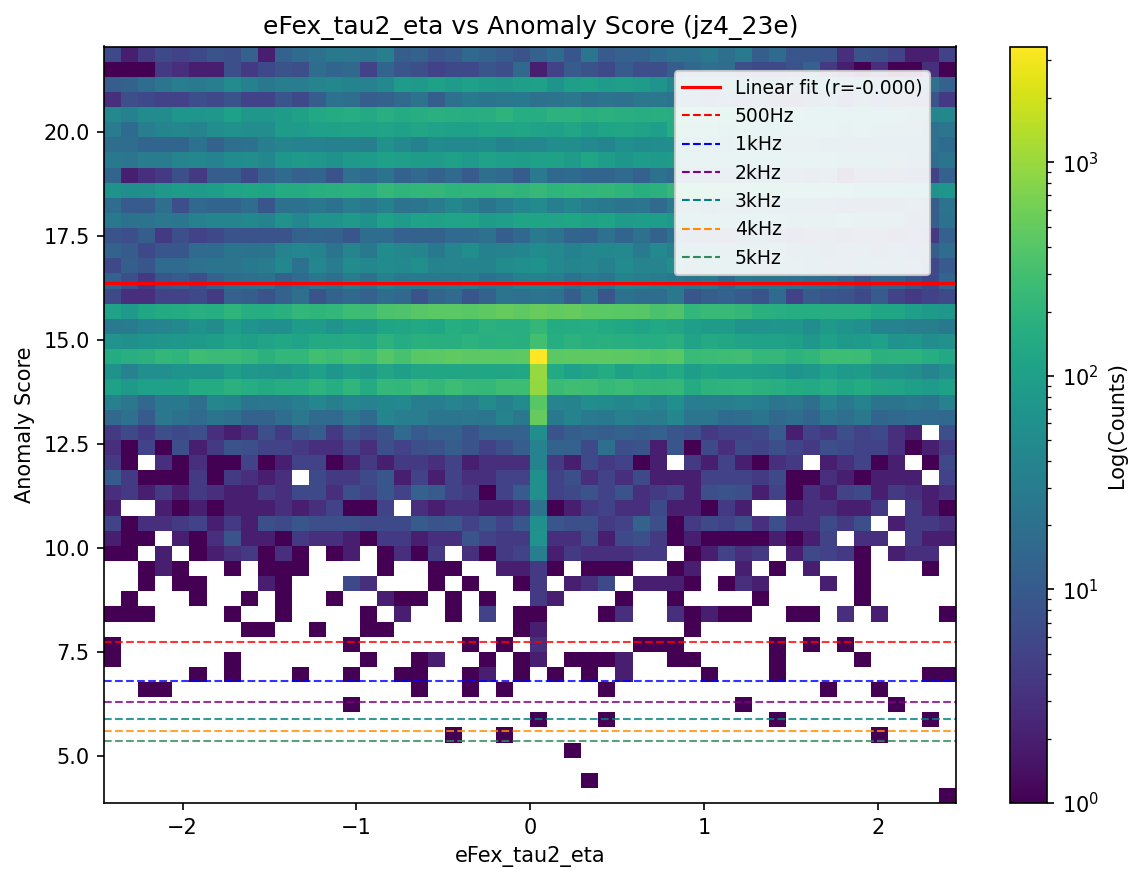 eFex_tau2_eta vs Anomaly Score (jz4_23e)
Linear fit (r=-0.000)
500Hz
1kHz
2kHz
3kHz
4kHz
5kHz
20.0
17.5
15.0
12.5
10.0
7.5
5.0
Anomaly Score
−2
−1
0
1
2
eFex_tau2_eta
10³
10²
10¹
10⁰
Log(Counts)